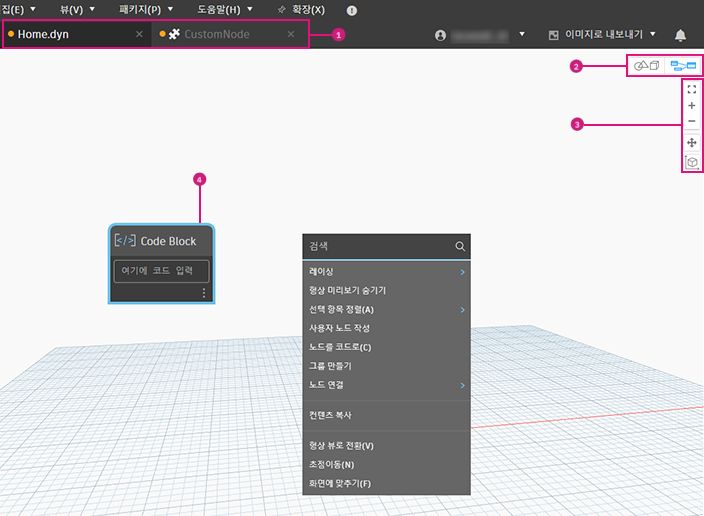 집(E) 뷰(V) 패키지(P) 도움말(H) 확장(X)
Home.dyn CustomNode 1 이미지로 내보내기
2
3
4
Code Block
여기에 코드 입력
검색
레이싱
형상 미리보기 숨기기
선택 항목 정렬(A)
사용자 노드 작성
노드를 코드로(C)
그룹 만들기
노드 연결
컨텐츠 복사
형상 뷰로 전환(V)
초점이동(N)
화면에 맞추기(F)